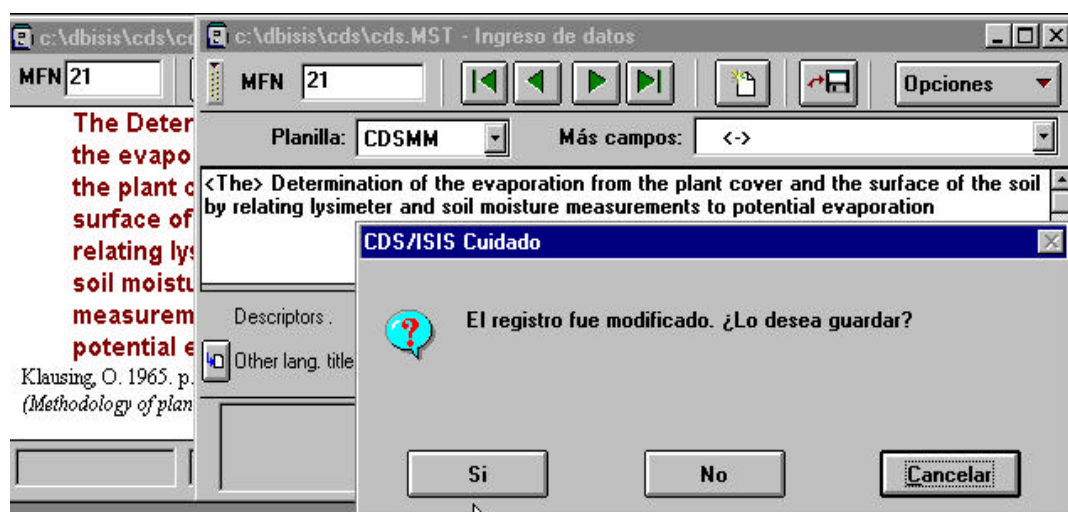 c:\dbisis\cds\c
MFN 21
The Deter
the evapo
the plant c
surface of
relating lys
soil moistu
measurem
potential e
Klausing, O. 1965. p.
(Methodology of plan
c:\dbisis\cds\cds.MST - Ingreso de datos
MFN 21 Opciones
Planilla: CDSMM Más campos: <->
<The> Determination of the evaporation from the plant cover and the surface of the soil
by relating lysimeter and soil moisture measurements to potential evaporation
Descriptors .
Other lang. title
CDS/ISIS Cuidado
El registro fue modificado. ¿Lo desea guardar?
Si No Cancelar